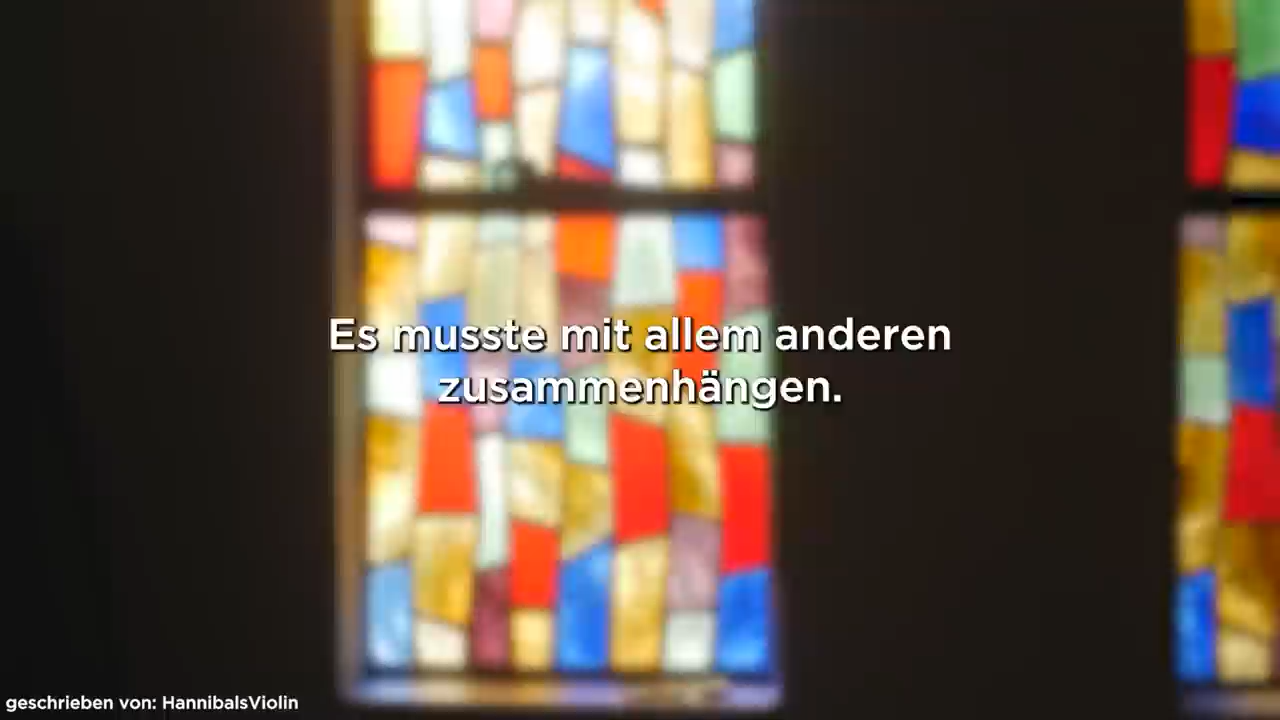 Es musste mit allem anderen
zusammenhängen.
geschrieben von: HannibalsViolin